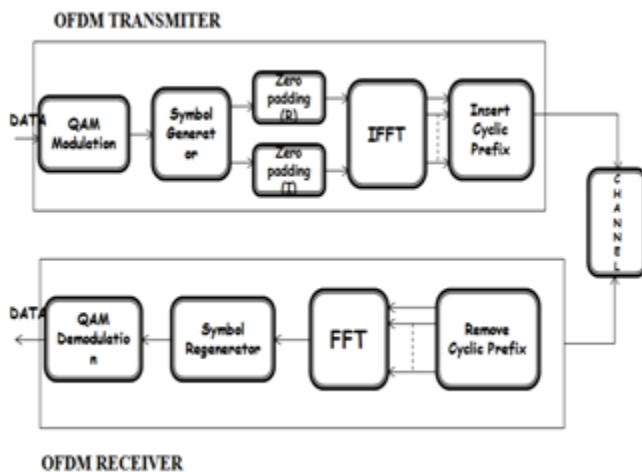 OFDM TRANSMITER
DATA
QAM
Modulation
Symbol
Generat
or
Zero
padding
(R)
Zero
padding
(I)
IFFT
Insert
Cyclic
Prefix
C
H
A
N
N
E
L
DATA
QAM
Demodulatio
n
Symbol
Regenerator
FFT
Remove
Cyclic Prefix
OFDM RECEIVER